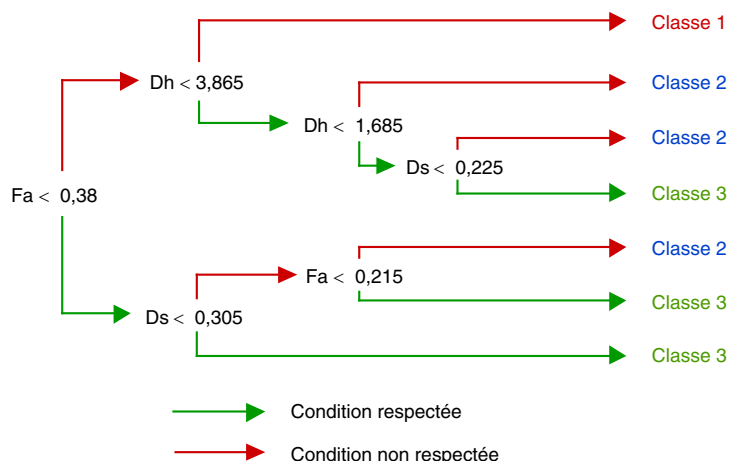 Classe 1
Dh < 3,865
Classe 2
Dh < 1,685
Classe 2
Ds < 0,225
Fa < 0,38
Classe 3
Classe 2
Fa < 0,215
Classe 3
Ds < 0,305
Classe 3
Condition respectée
Condition non respectée